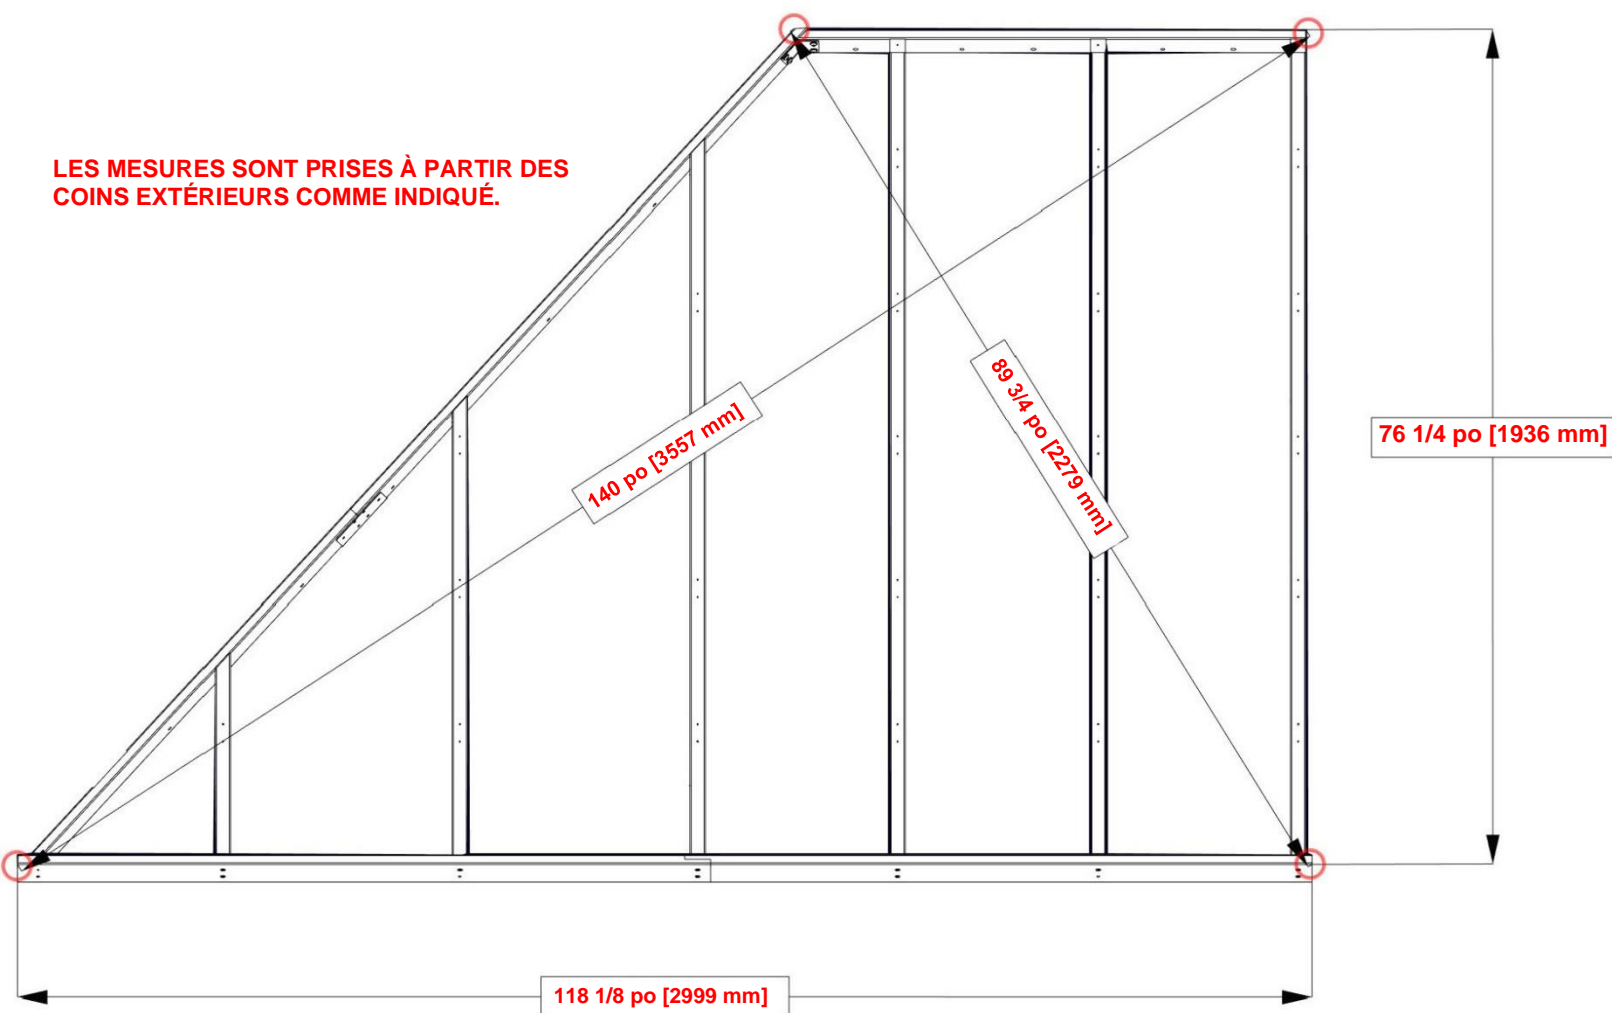 LES MESURES SONT PRISES À PARTIR DES
COINS EXTÉRIEURS COMME INDIQUÉ.
140 po [3557 mm]
89 3/4 po [2279 mm]
76 1/4 po [1936 mm]
118 1/8 po [2999 mm]